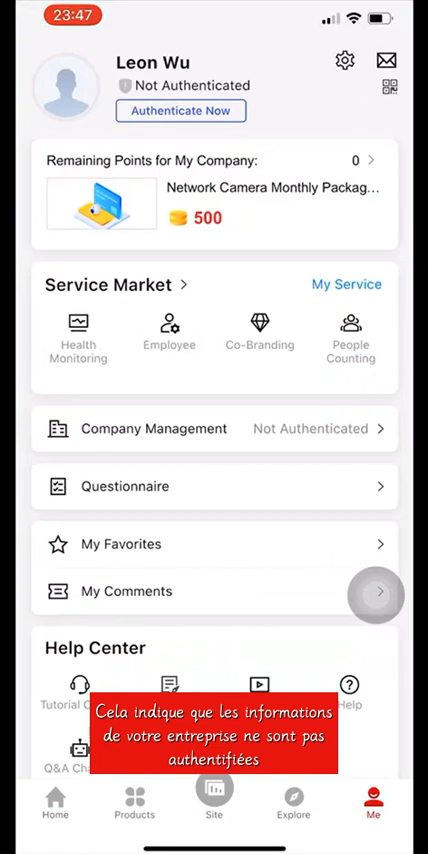 23:47
Leon Wu
Not Authenticated
Authenticate Now
Remaining Points for My Company:
0
Network Camera Monthly Packag...
500
Service Market
My Service
Health Monitoring
Employee
Co-Branding
People Counting
Company Management
Not Authenticated
Questionnaire
My Favorites
My Comments
Help Center
Tutorial
Help
Q&A
Cela indique que les informations
de votre entreprise ne sont pas
authentifiées
Home
Products
Site
Explore
Me